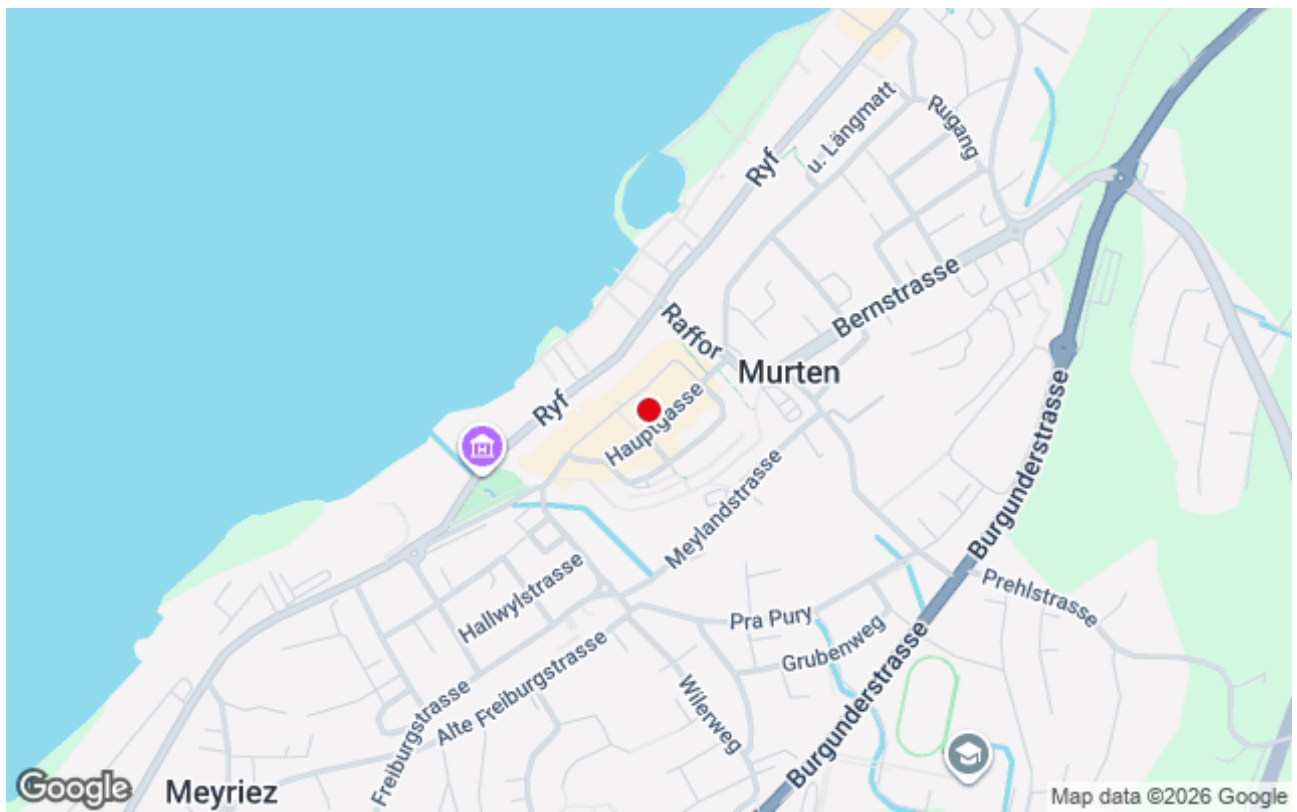 Rugang
u. Längmatt
Ryf
Bernstrasse
Raffor
Murten
Ryf
Hauptgasse
Burgunderstrasse
Meylandstrasse
Prehlstrasse
Hallwylstrasse
Pra Pury
Grubenweg
Alte Freiburgstrasse
Freiburgstrasse
Wilerweg
Burgunderstrasse
Meyriez
Google
Map data ©2026 Google